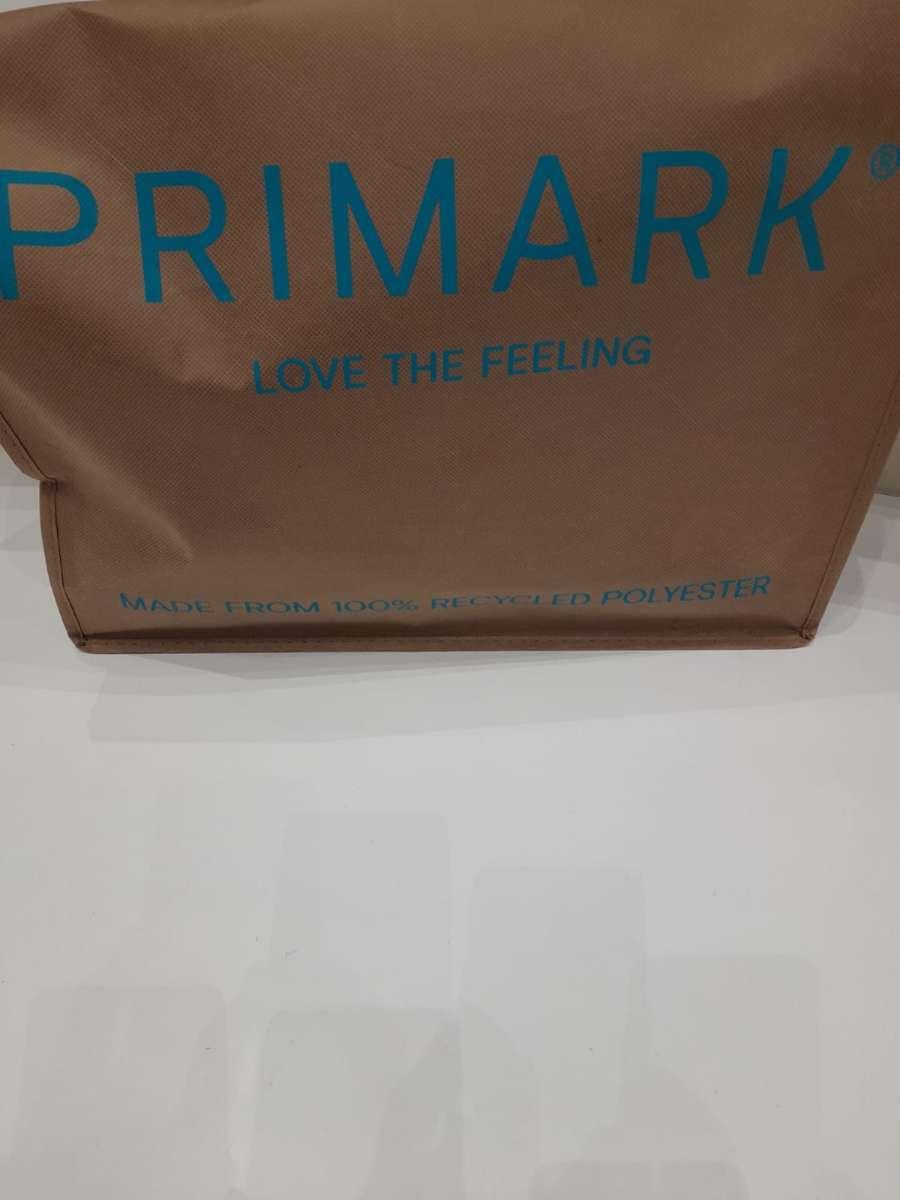 PRIMARK®
LOVE THE FEELING
MADE FROM 100% RECYCLED POLYESTER